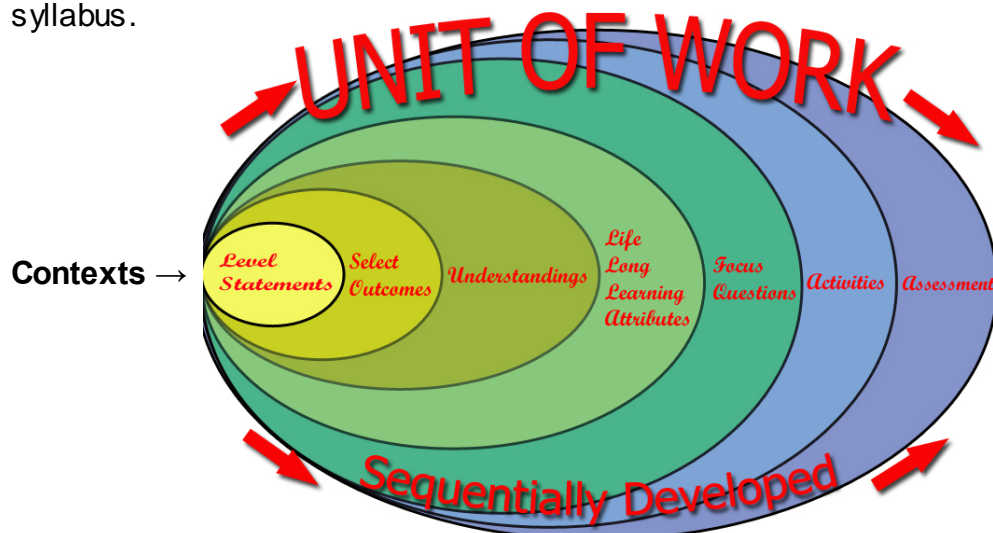 syllabus.
UNIT OF WORK
Contexts →
Level
Statements
Select
Outcomes
Understandings
Life
Long
Learning
Attributes
Focus
Questions
Activities
Assessment
Sequentially Developed